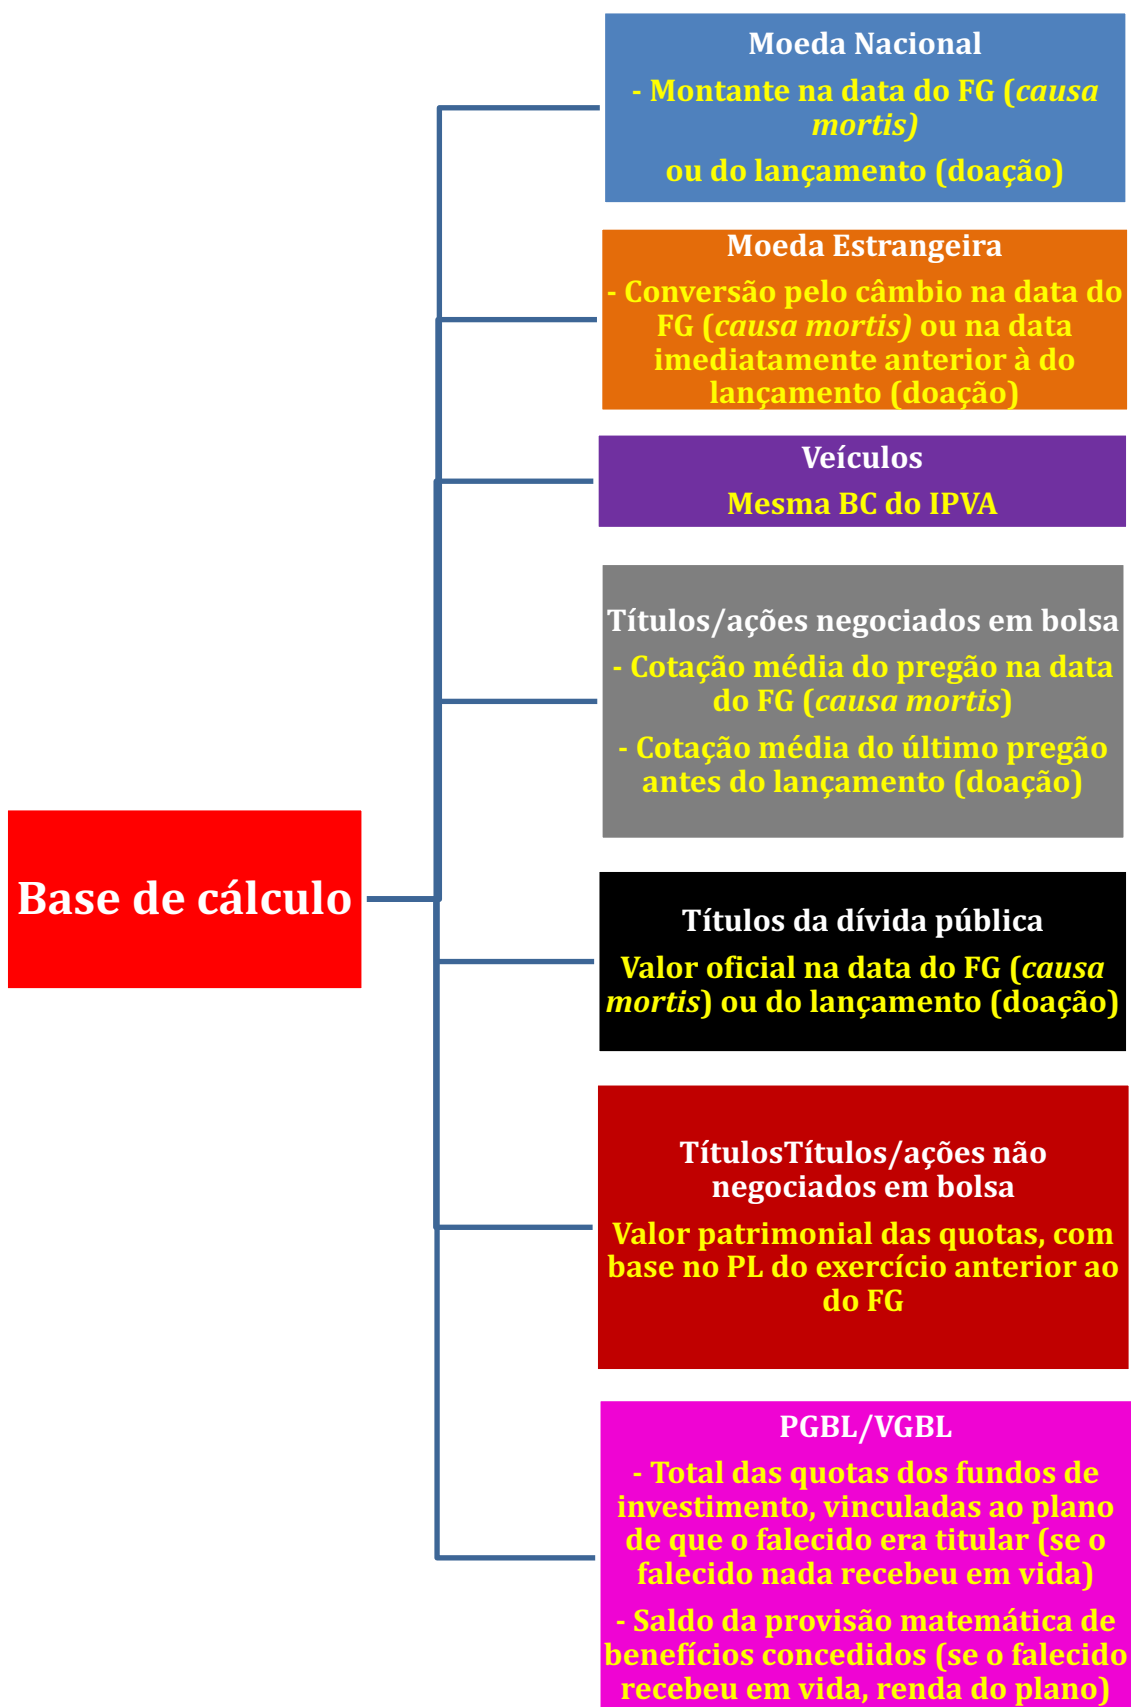 Moeda Nacional
- Montante na data do FG (causa
mortis)
ou do lançamento (doação)
Moeda Estrangeira
- Conversão pelo câmbio na data do
FG (causa mortis) ou na data
imediatamente anterior à do
lançamento (doação)
Veículos
Mesma BC do IPVA
Títulos/ações negociados em bolsa
- Cotação média do pregão na data
do FG (causa mortis)
- Cotação média do último pregão
antes do lançamento (doação)
Base de cálculo
Títulos da dívida pública
Valor oficial na data do FG (causa
mortis) ou do lançamento (doação)
TítulosTítulos/ações não
negociados em bolsa
Valor patrimonial das quotas, com
base no PL do exercício anterior ao
do FG
PGBL/VGBL
- Total das quotas dos fundos de
investimento, vinculadas ao plano
de que o falecido era titular (se o
falecido nada recebeu em vida)
- Saldo da provisão matemática de
benefícios concedidos (se o falecido
recebeu em vida, renda do plano)